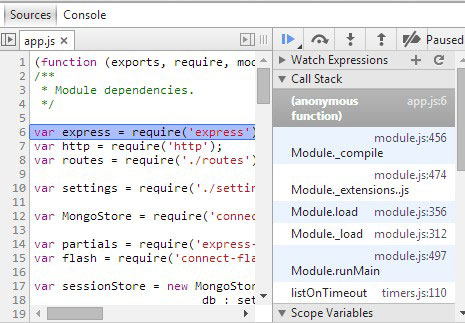 Sources Console
app.js ×
Paused
1 (function (exports, require, mod
2 /**
3 * Module dependencies.
4 */
5
6 var express = require('express')
7 var http = require('http');
8 var routes = require('./routes')
9
10 var settings = require('./settin
11
12 var MongoStore = require('connec
13
14 var partials = require('express-
15 var flash = require('connect-fla
16
17 var sessionStore = new MongoStor
18 db : set
19
Watch Expressions
Call Stack
(anonymous function) app.js:6
module.js:456
Module._compile
module.js:474
Module._extensions..js
Module.load module.js:356
Module._load module.js:312
module.js:497
Module.runMain
listOnTimeout timers.js:110
Scope Variables